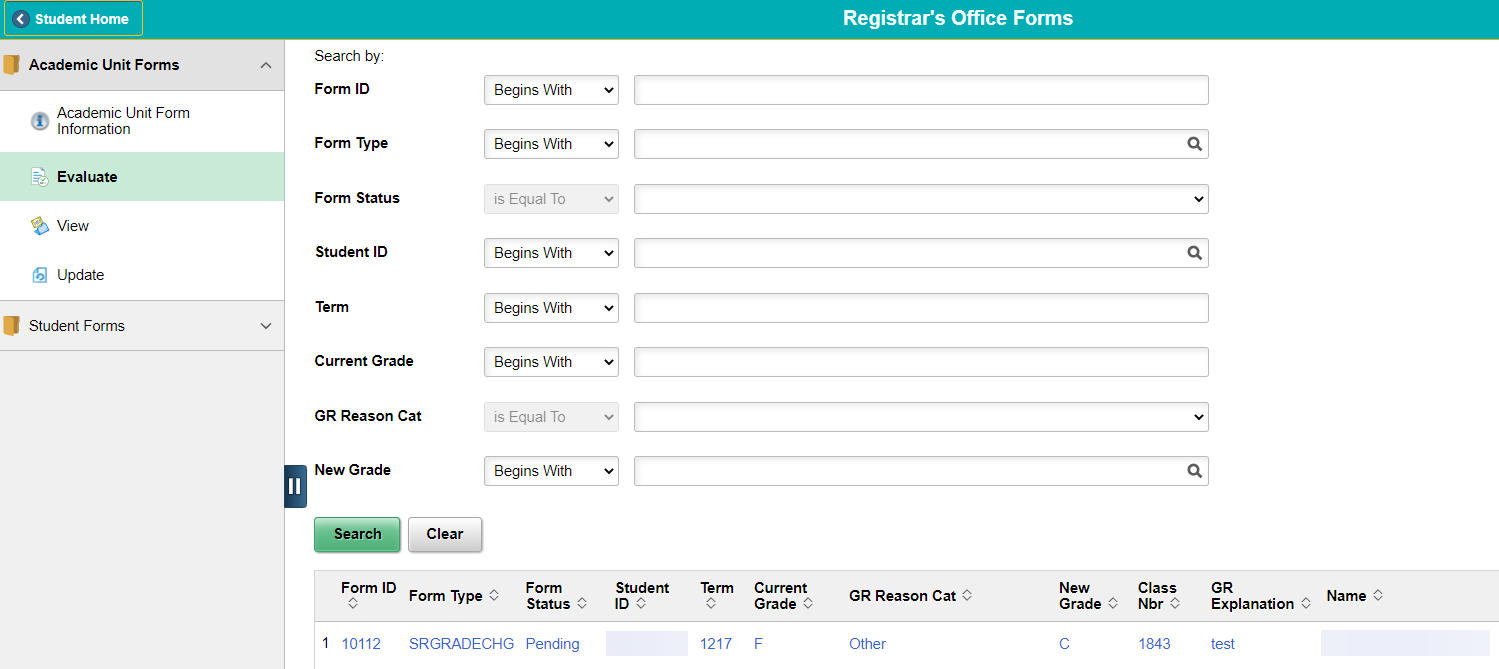 Student Home
Registrar's Office Forms
Academic Unit Forms
Academic Unit Form
Information
Evaluate
View
Update
Student Forms
Search by:
Form ID Begins With
Form Type Begins With
Form Status is Equal To
Student ID Begins With
Term Begins With
Current Grade Begins With
GR Reason Cat is Equal To
New Grade Begins With
Search Clear
Form ID Form Type Form Status Student ID Term Current Grade GR Reason Cat New Grade Class Nbr GR Explanation Name
1 10112 SRGRADECHG Pending 1217 F Other C 1843 test